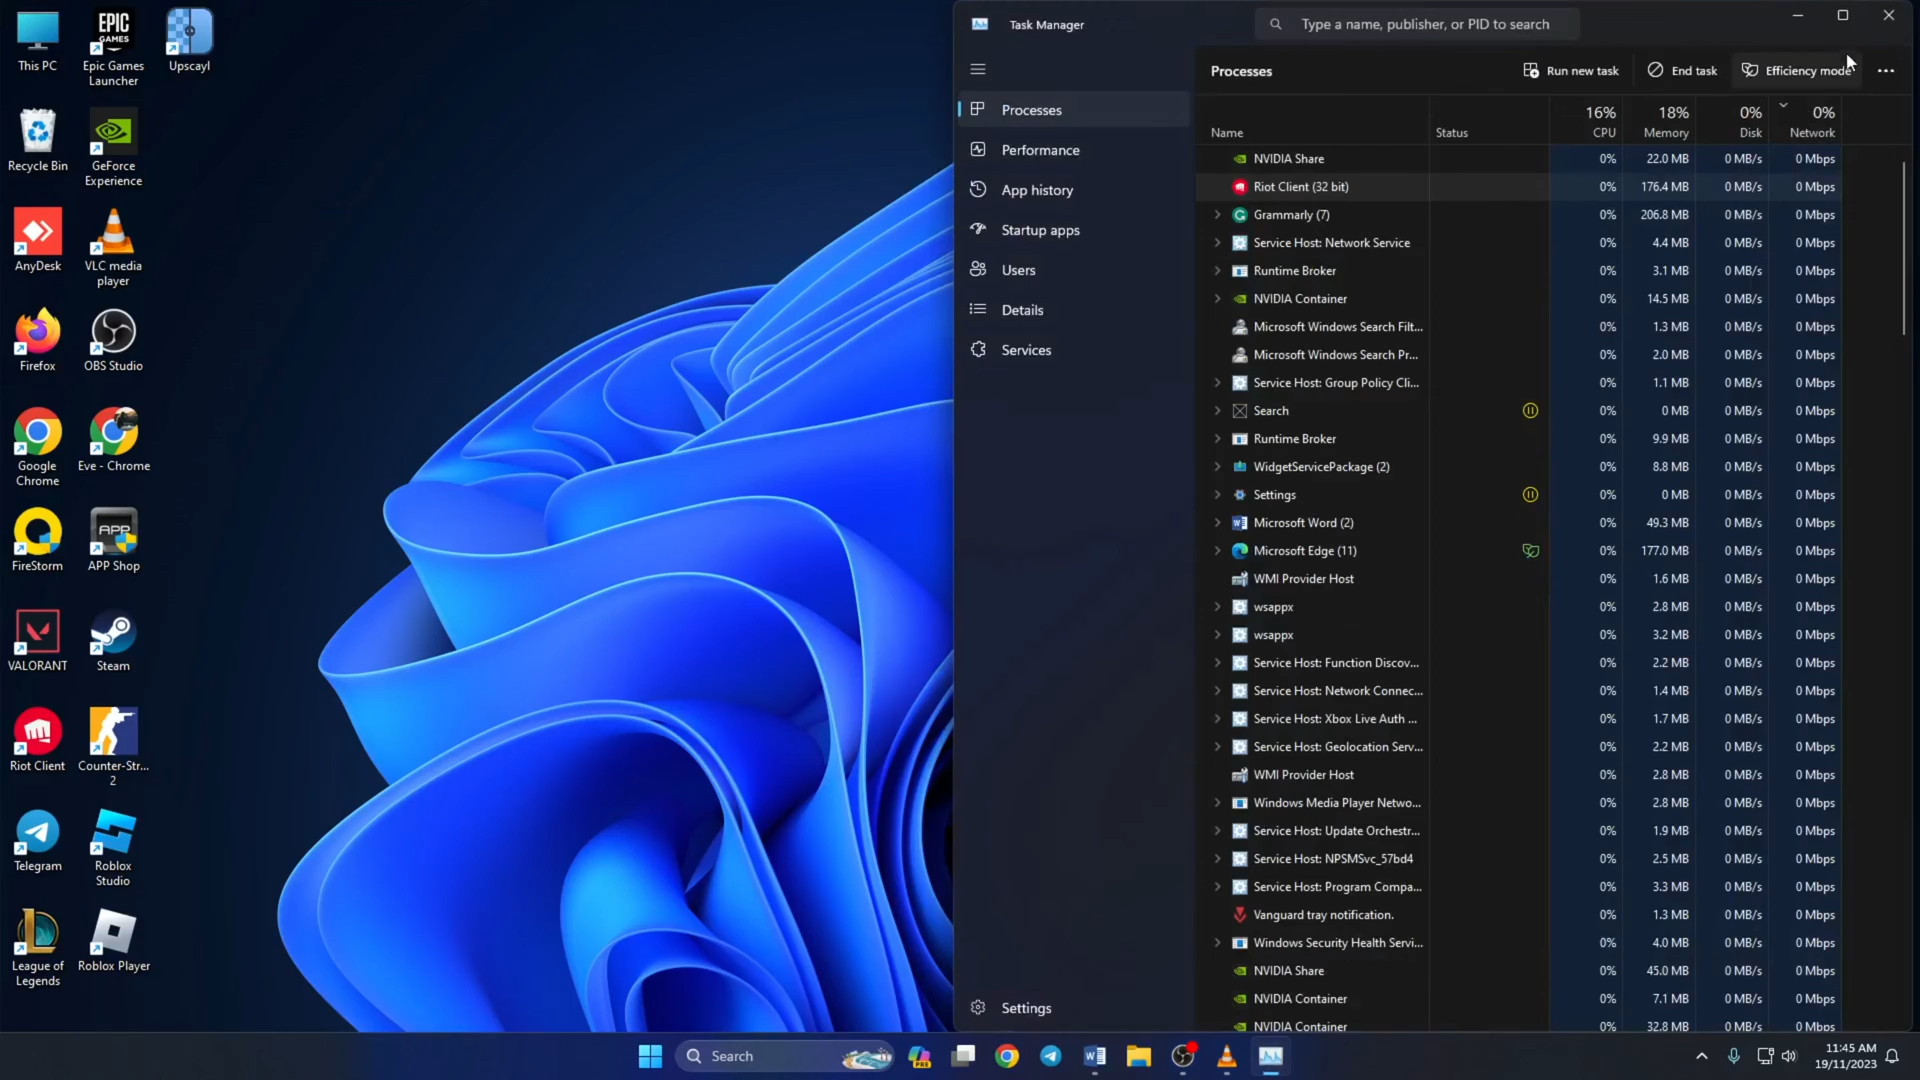 This PC
Epic Games
Launcher
Upscayl
Recycle Bin
GeForce
Experience
AnyDesk
VLC media
player
Firefox
OBS Studio
Google
Chrome
Eve - Chrome
FireStorm
APP Shop
VALORANT
Steam
Riot Client
Counter-Str...
2
Telegram
Roblox
Studio
League of
Legends
Roblox Player
Task Manager
Type a name, publisher, or PID to search
Processes
Performance
App history
Startup apps
Users
Details
Services
Settings
Processes
Run new task
End task
Efficiency mode
16% 18% 0% 0%
Name Status CPU Memory Disk Network
NVIDIA Share 0% 22.0 MB 0 MB/s 0 Mbps
Riot Client (32 bit) 0% 176.4 MB 0 MB/s 0 Mbps
Grammarly (7) 0% 206.8 MB 0 MB/s 0 Mbps
Service Host: Network Service 0% 4.4 MB 0 MB/s 0 Mbps
Runtime Broker 0% 3.1 MB 0 MB/s 0 Mbps
NVIDIA Container 0% 14.5 MB 0 MB/s 0 Mbps
Microsoft Windows Search Filt... 0% 1.3 MB 0 MB/s 0 Mbps
Microsoft Windows Search Pr... 0% 2.0 MB 0 MB/s 0 Mbps
Service Host: Group Policy Cli... 0% 1.1 MB 0 MB/s 0 Mbps
Search 0% 0 MB 0 MB/s 0 Mbps
Runtime Broker 0% 9.9 MB 0 MB/s 0 Mbps
WidgetServicePackage (2) 0% 8.8 MB 0 MB/s 0 Mbps
Settings 0% 0 MB 0 MB/s 0 Mbps
Microsoft Word (2) 0% 49.3 MB 0 MB/s 0 Mbps
Microsoft Edge (11) 0% 177.0 MB 0 MB/s 0 Mbps
WMI Provider Host 0% 1.6 MB 0 MB/s 0 Mbps
wsappx 0% 2.8 MB 0 MB/s 0 Mbps
wsappx 0% 3.2 MB 0 MB/s 0 Mbps
Service Host: Function Discov... 0% 2.2 MB 0 MB/s 0 Mbps
Service Host: Network Connec... 0% 1.4 MB 0 MB/s 0 Mbps
Service Host: Xbox Live Auth ... 0% 1.7 MB 0 MB/s 0 Mbps
Service Host: Geolocation Serv... 0% 2.2 MB 0 MB/s 0 Mbps
WMI Provider Host 0% 2.8 MB 0 MB/s 0 Mbps
Windows Media Player Netwo... 0% 2.8 MB 0 MB/s 0 Mbps
Service Host: Update Orchestr... 0% 1.9 MB 0 MB/s 0 Mbps
Service Host: NPSMSvc_57bd4 0% 2.5 MB 0 MB/s 0 Mbps
Service Host: Program Compa... 0% 3.3 MB 0 MB/s 0 Mbps
Vanguard tray notification. 0% 1.3 MB 0 MB/s 0 Mbps
Windows Security Health Servi... 0% 4.0 MB 0 MB/s 0 Mbps
NVIDIA Share 0% 45.0 MB 0 MB/s 0 Mbps
NVIDIA Container 0% 7.1 MB 0 MB/s 0 Mbps
NVIDIA Container 0% 32.8 MB 0 MB/s 0 Mbps
Search
PRE
11:45 AM
19/11/2023
EPIC
GAMES
APP